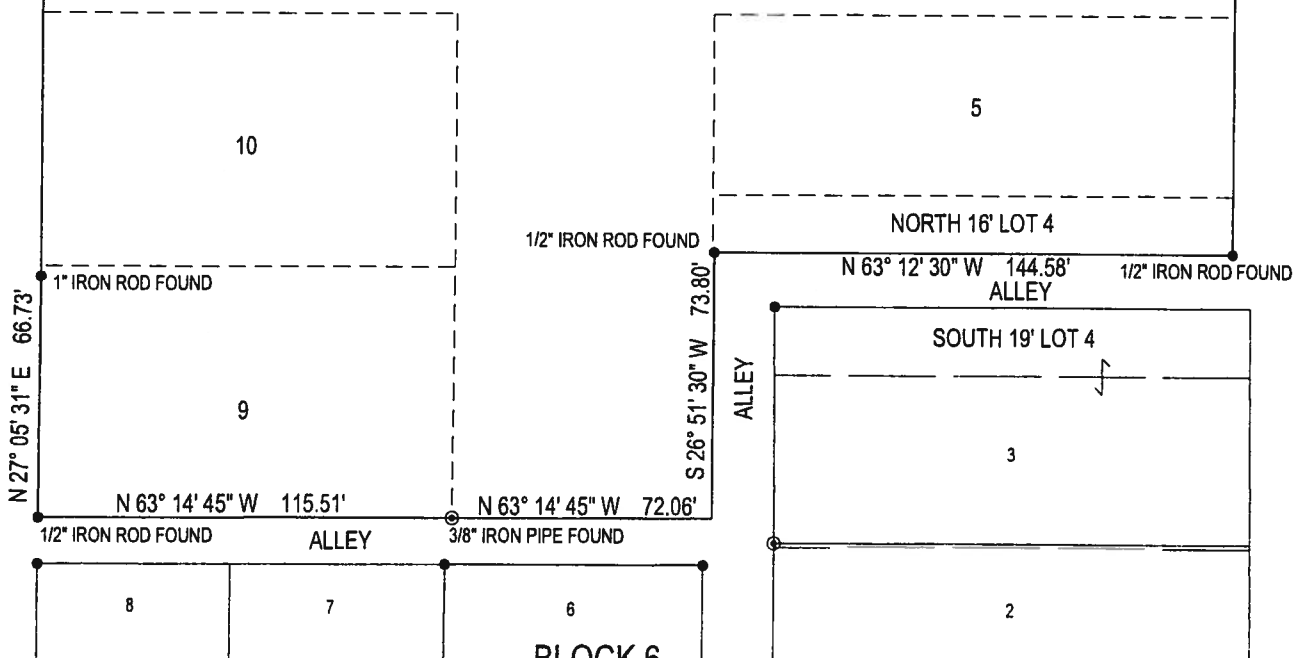 10
5
NORTH 16' LOT 4
1/2" IRON ROD FOUND
N 63° 12' 30" W 144.58'
1/2" IRON ROD FOUND
1" IRON ROD FOUND
ALLEY
SOUTH 19' LOT 4
N 27° 05' 31" E 66.73'
S 26° 51' 30" W 73.80'
ALLEY
9
3
N 63° 14' 45" W 115.51'
N 63° 14' 45" W 72.06'
1/2" IRON ROD FOUND
ALLEY
3/8" IRON PIPE FOUND
8
7
6
2
BLOCK 6